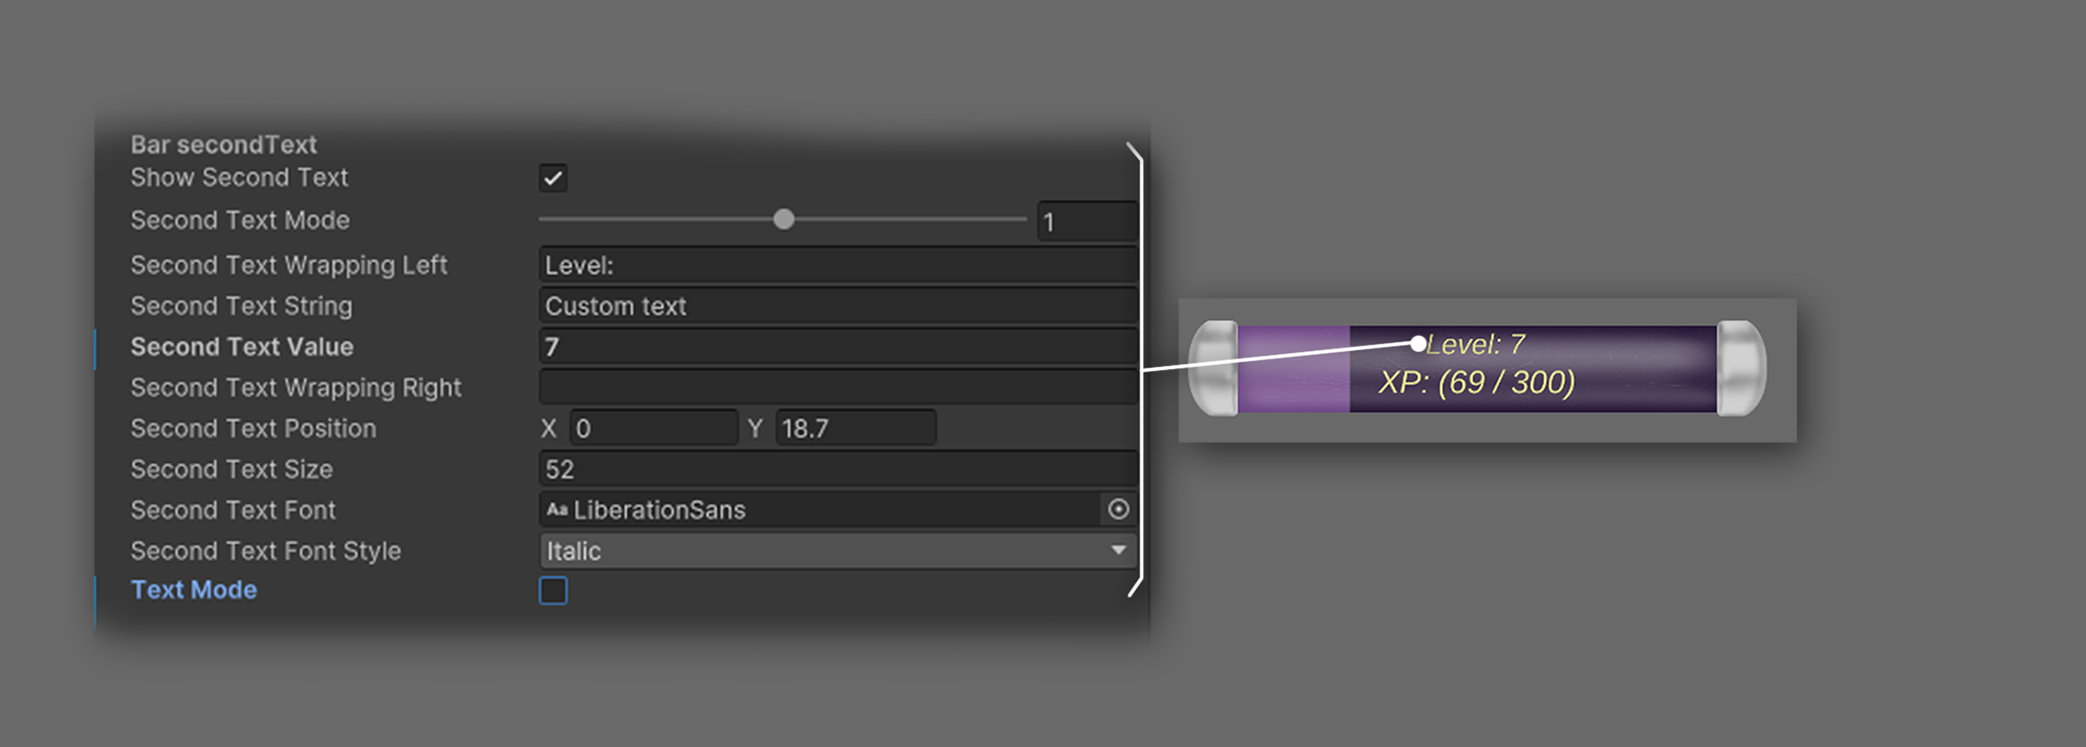 Bar secondText
Show Second Text
Second Text Mode 1
Second Text Wrapping Left Level:
Second Text String Custom text
Second Text Value 7
Second Text Wrapping Right
Second Text Position X 0 Y 18.7
Second Text Size 52
Second Text Font Aa LiberationSans
Second Text Font Style Italic
Text Mode
Level: 7
XP: (69 / 300)